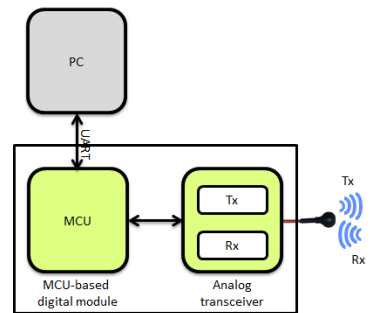 PC
UART
MCU
Tx
Rx
Tx
Rx
MCU-based
digital module
Analog
transceiver